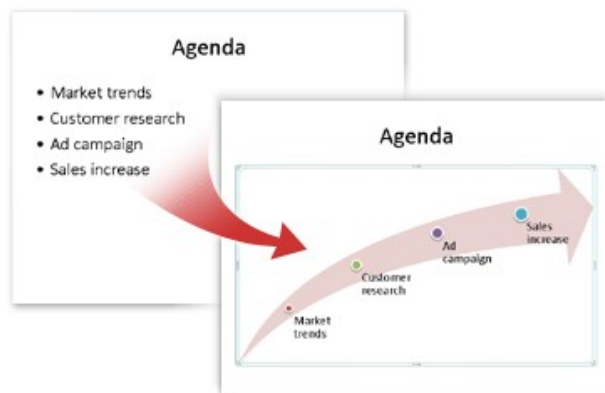 Agenda
• Market trends
• Customer research
• Ad campaign
• Sales increase
Agenda
Market
trends
Customer
research
Ad
campaign
Sales
increase